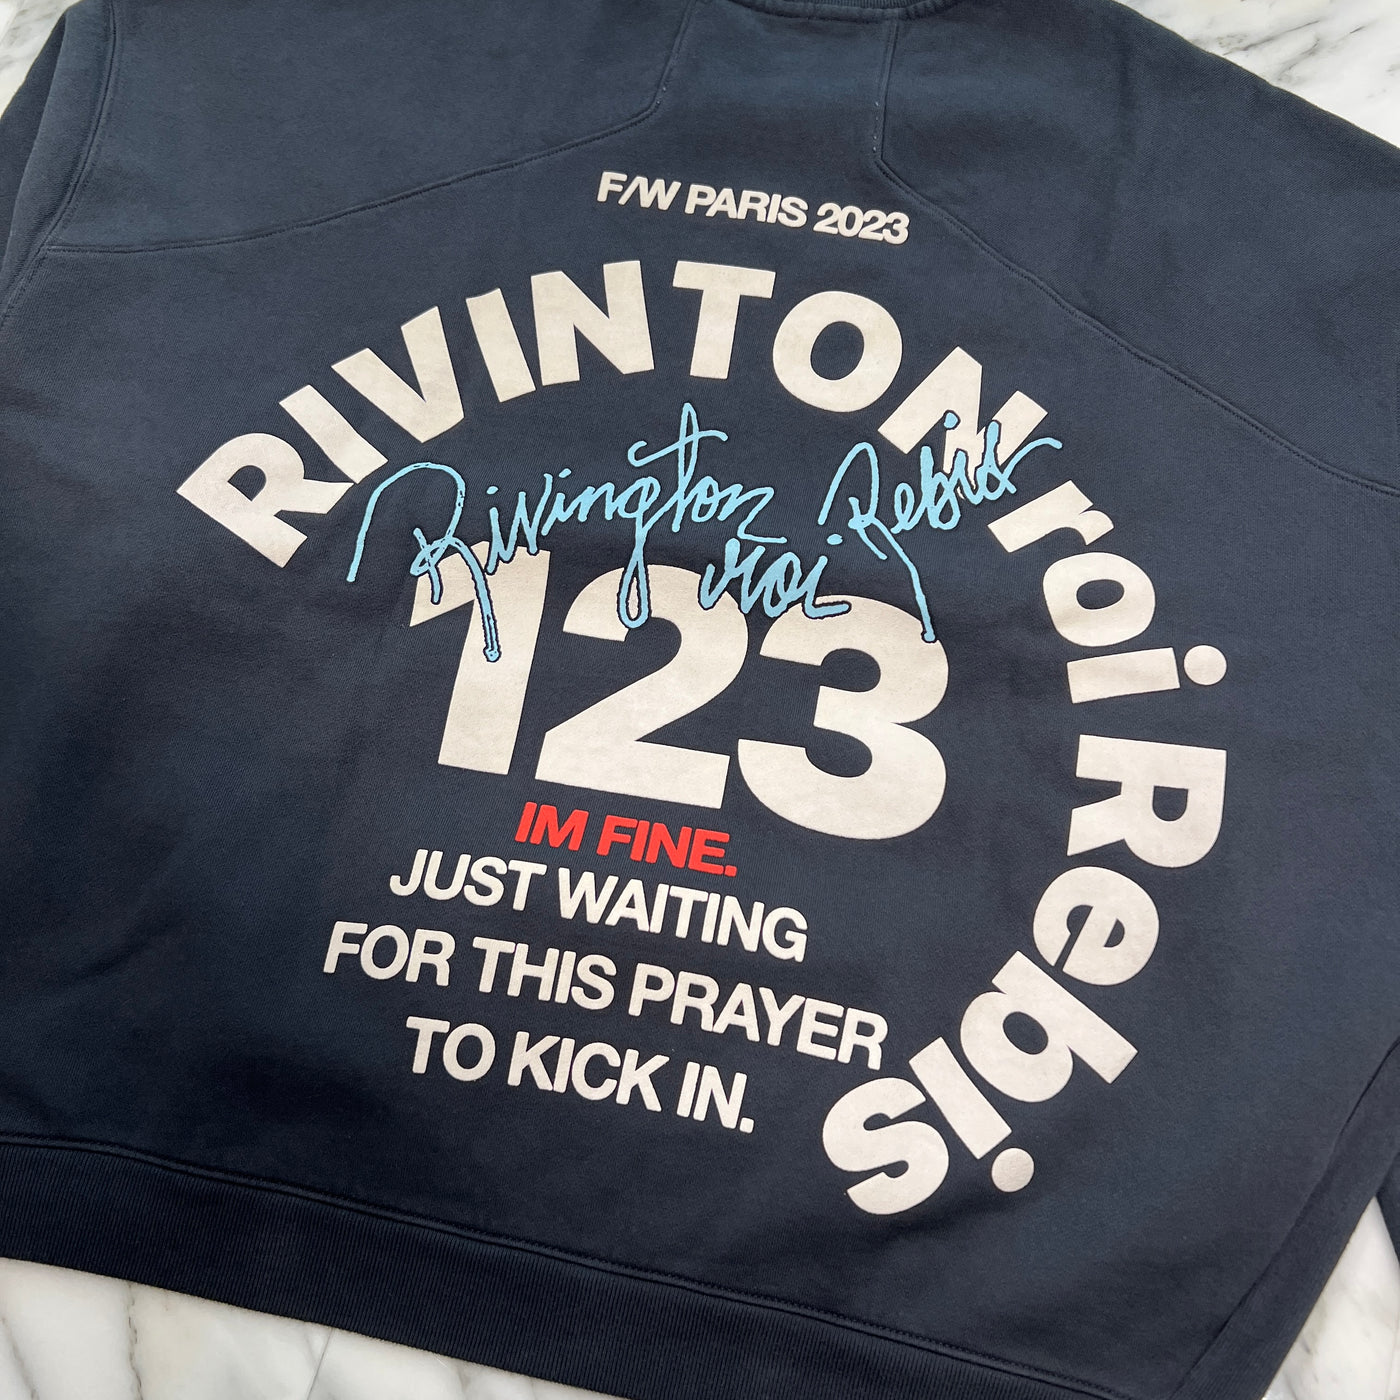 F/W PARIS 2023
RIVINTON roi Rebis
Rivington
roi Rebis
123
IM FINE.
JUST WAITING
FOR THIS PRAYER
TO KICK IN.